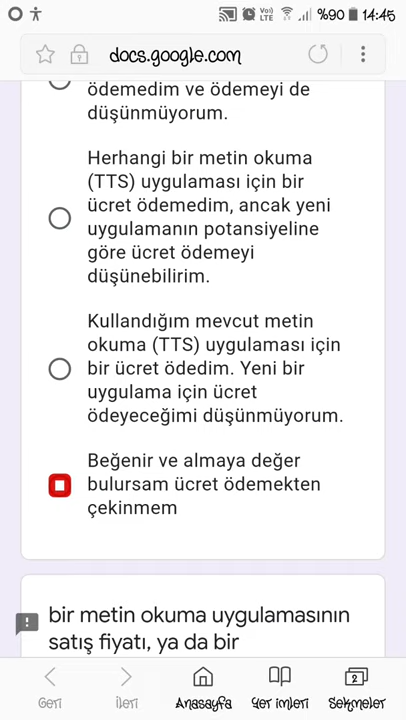 Voı) LTE %90 14:45
docs.google.com
ödemedim ve ödemeyi de
düşünmüyorum.
Herhangi bir metin okuma
(TTS) uygulaması için bir
ücret ödemedim, ancak yeni
uygulamanın potansiyeline
göre ücret ödemeyi
düşünebilirim.
Kullandığım mevcut metin
okuma (TTS) uygulaması için
bir ücret ödedim. Yeni bir
uygulama için ücret
ödeyeceğimi düşünmüyorum.
Beğenir ve almaya değer
bulursam ücret ödemekten
çekinmem
bir metin okuma uygulamasının
satış fiyatı, ya da bir
Geri İleri Anasayfa Yer imleri 2 Sekmeler